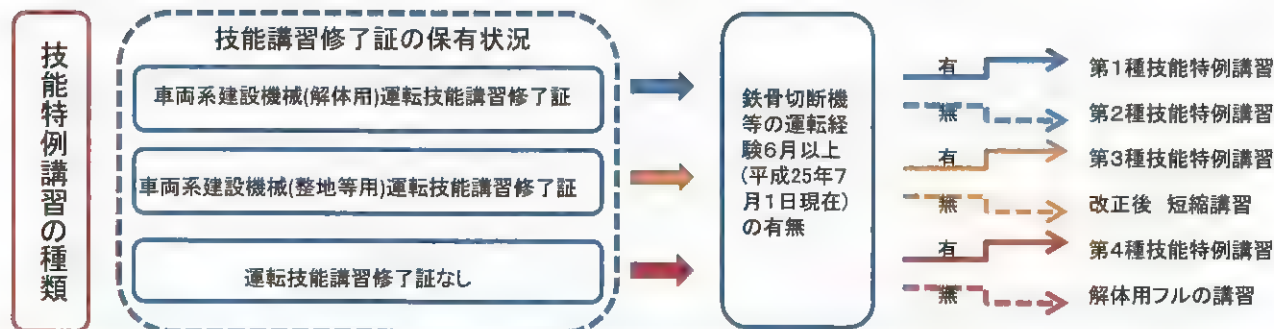 技能特例講習の種類
技能講習修了証の保有状況
車両系建設機械(解体用)運転技能講習修了証
車両系建設機械(整地等用)運転技能講習修了証
運転技能講習修了証なし
鉄骨切断機
等の運転経
験6月以上
(平成25年7
月1日現在)
の有無
有 第1種技能特例講習
無 第2種技能特例講習
有 第3種技能特例講習
無 改正後 短縮講習
有 第4種技能特例講習
無 解体用フルの講習